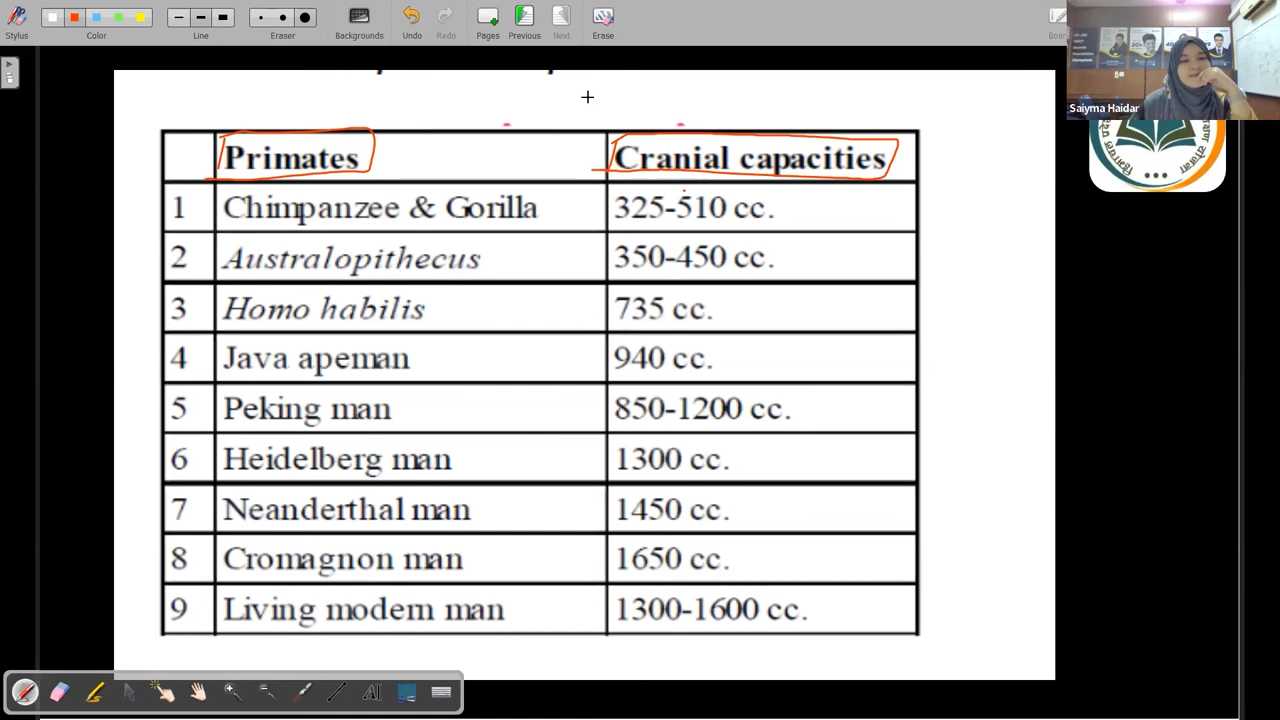 Stylus Color Line Eraser Backgrounds Undo Redo Pages Previous Next Erase
Saiyma Haidar
Primates Cranial capacities
1 Chimpanzee & Gorilla 325-510 cc.
2 Australopithecus 350-450 cc.
3 Homo habilis 735 cc.
4 Java apeman 940 cc.
5 Peking man 850-1200 cc.
6 Heidelberg man 1300 cc.
7 Neanderthal man 1450 cc.
8 Cromagnon man 1650 cc.
9 Living modern man 1300-1600 cc.